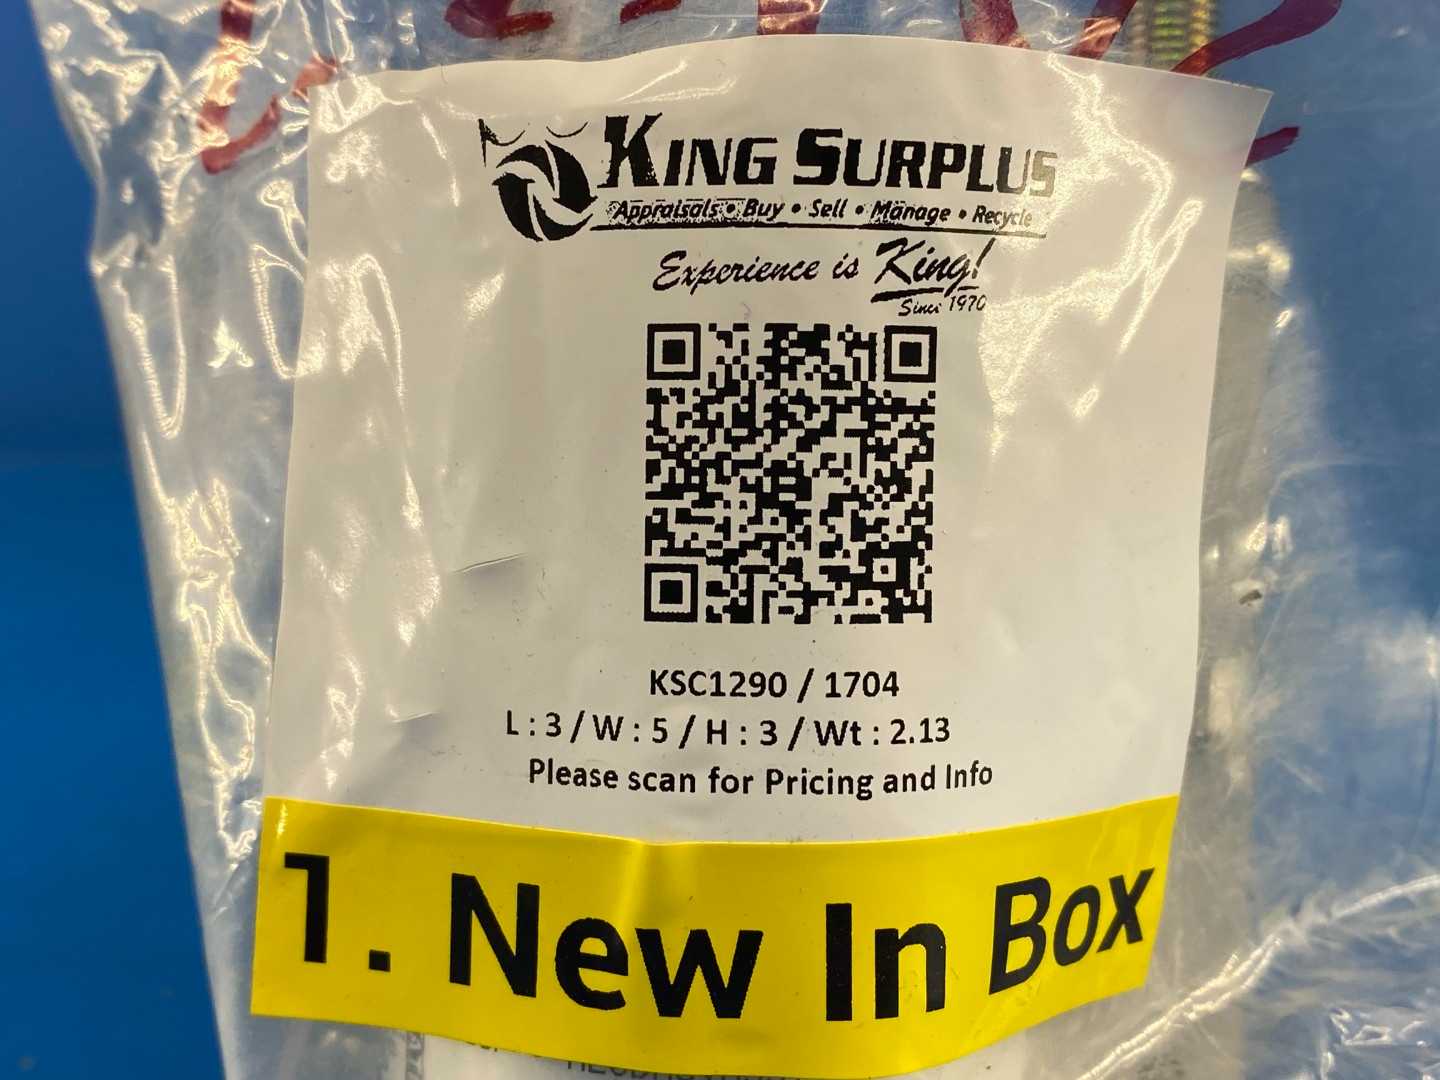 KING SURPLUS
Appraisals • Buy • Sell • Manage • Recycle
Experience is King!
Since 1970
KSC1290 / 1704
L : 3 / W : 5 / H : 3 / Wt : 2.13
Please scan for Pricing and Info
1. New In Box